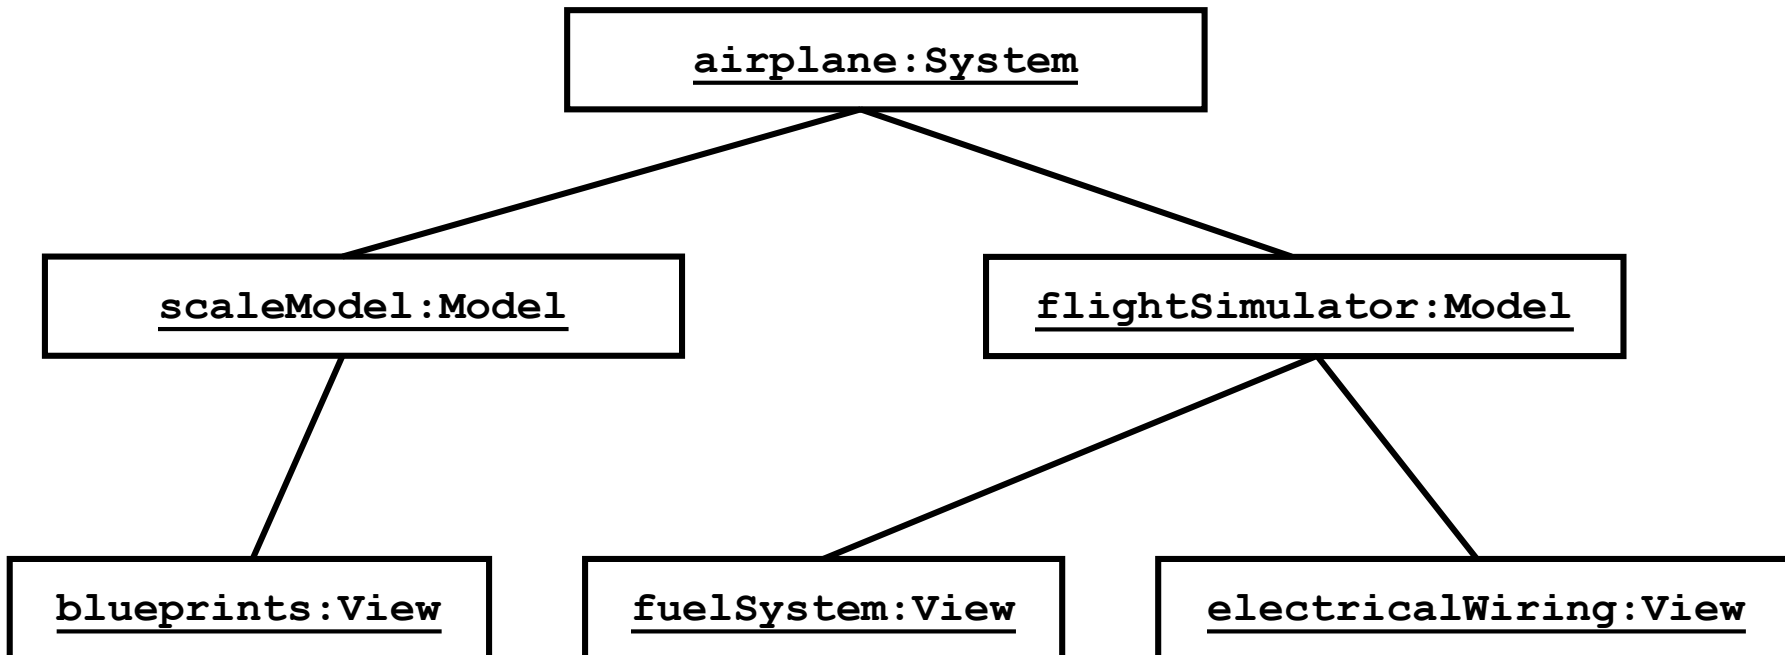 airplane:System
scaleModel:Model
flightSimulator:Model
blueprints:View
fuelSystem:View
electricalWiring:View